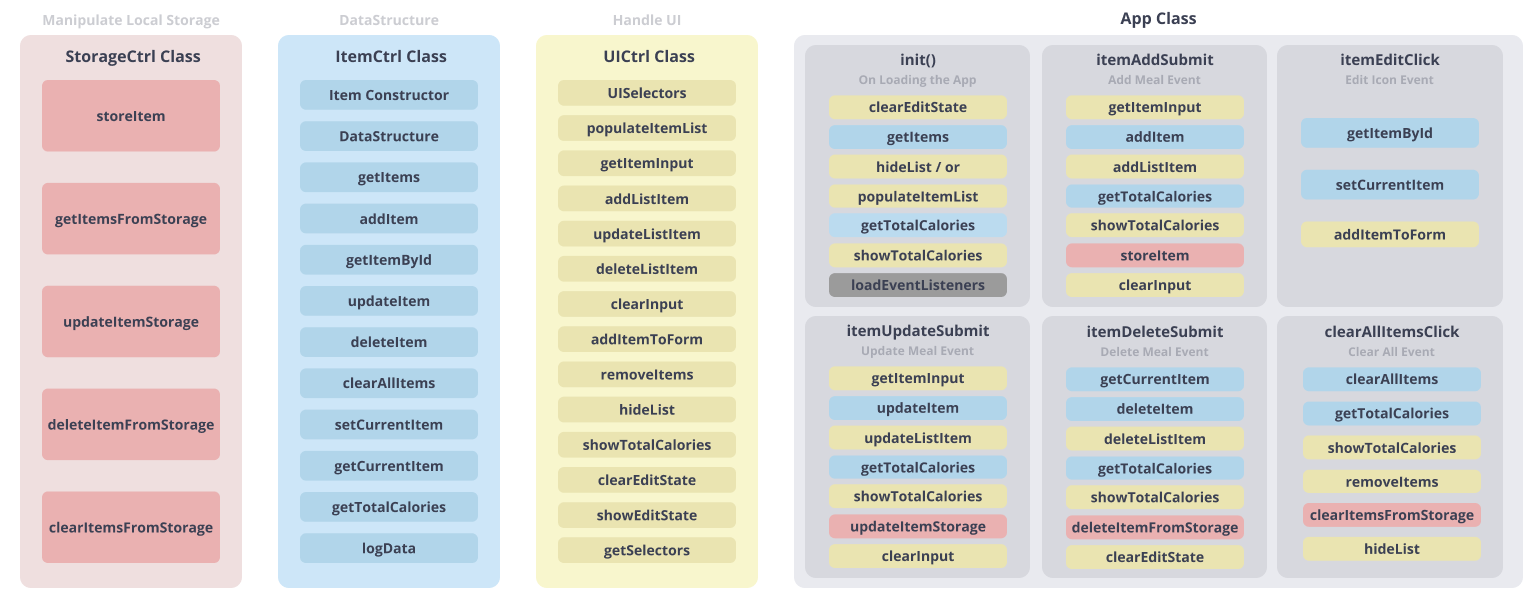 Manipulate Local Storage
StorageCtrl Class
storeItem
getItemsFromStorage
updateItemStorage
deleteItemFromStorage
clearItemsFromStorage
DataStructure
ItemCtrl Class
Item Constructor
DataStructure
getItems
addItem
getItemById
updateItem
deleteItem
clearAllItems
setCurrentItem
getCurrentItem
getTotalCalories
logData
Handle UI
UICtrl Class
UISelectors
populateItemList
getItemInput
addListItem
updateListItem
deleteListItem
clearInput
addItemToForm
removeItems
hideList
showTotalCalories
clearEditState
showEditState
getSelectors
App Class
init()
On Loading the App
clearEditState
getItems
hideList / or
populateItemList
getTotalCalories
showTotalCalories
loadEventListeners
itemAddSubmit
Add Meal Event
getItemInput
addItem
addListItem
getTotalCalories
showTotalCalories
storeItem
clearInput
itemEditClick
Edit Icon Event
getItemById
setCurrentItem
addItemToForm
itemUpdateSubmit
Update Meal Event
getItemInput
updateItem
updateListItem
getTotalCalories
showTotalCalories
updateItemStorage
clearInput
itemDeleteSubmit
Delete Meal Event
getCurrentItem
deleteItem
deleteListItem
getTotalCalories
showTotalCalories
deleteItemFromStorage
clearEditState
clearAllItemsClick
Clear All Event
clearAllItems
getTotalCalories
showTotalCalories
removeItems
clearItemsFromStorage
hideList